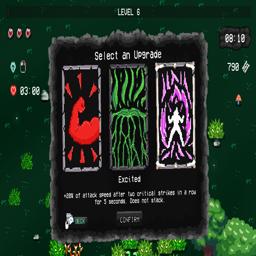 LEVEL 6
08:10
Select an Upgrade
790
03:00
Excited
+20% of attack speed after two critical strikes in a row
for 5 seconds. Does not stack.
CONFIRM